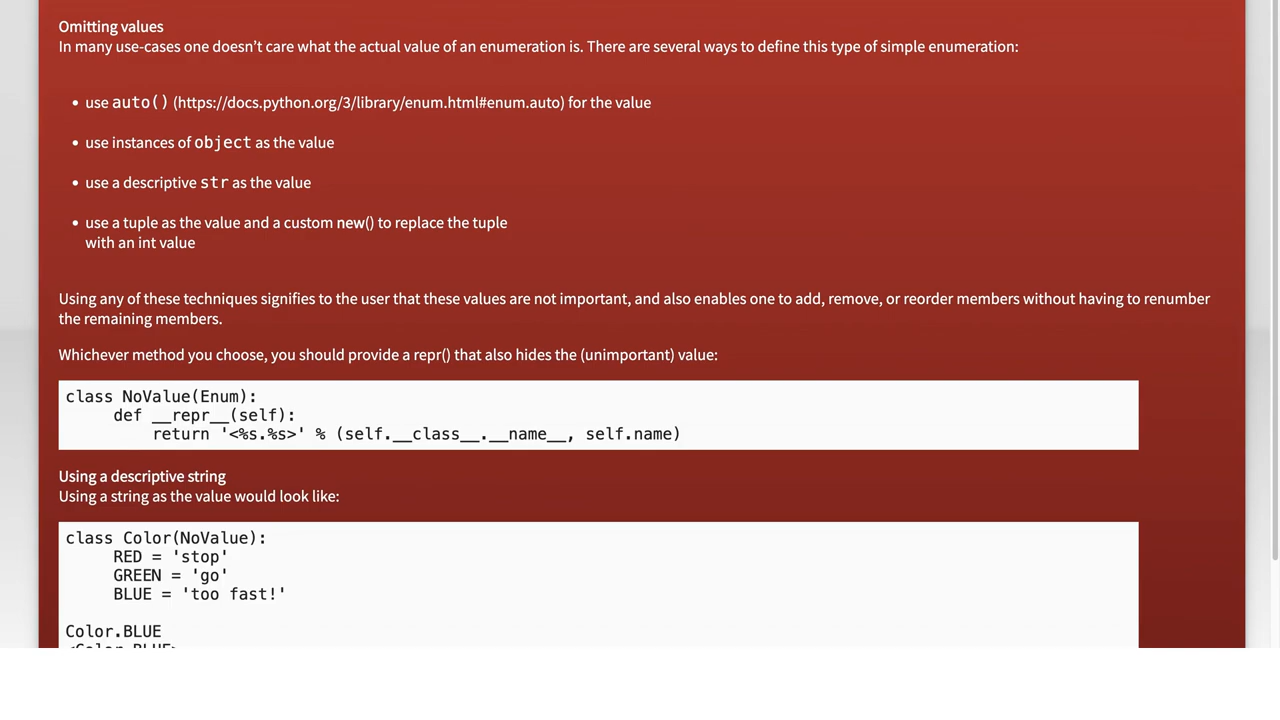 Omitting values
In many use-cases one doesn’t care what the actual value of an enumeration is. There are several ways to define this type of simple enumeration:
• use auto() (https://docs.python.org/3/library/enum.html#enum.auto) for the value
• use instances of object as the value
• use a descriptive str as the value
• use a tuple as the value and a custom new() to replace the tuple
with an int value
Using any of these techniques signifies to the user that these values are not important, and also enables one to add, remove, or reorder members without having to renumber
the remaining members.
Whichever method you choose, you should provide a repr() that also hides the (unimportant) value:
class NoValue(Enum):
     def __repr__(self):
         return '<%s.%s>' % (self.__class__.__name__, self.name)
Using a descriptive string
Using a string as the value would look like:
class Color(NoValue):
     RED = 'stop'
     GREEN = 'go'
     BLUE = 'too fast!'
Color.BLUE
<Color.BLUE>